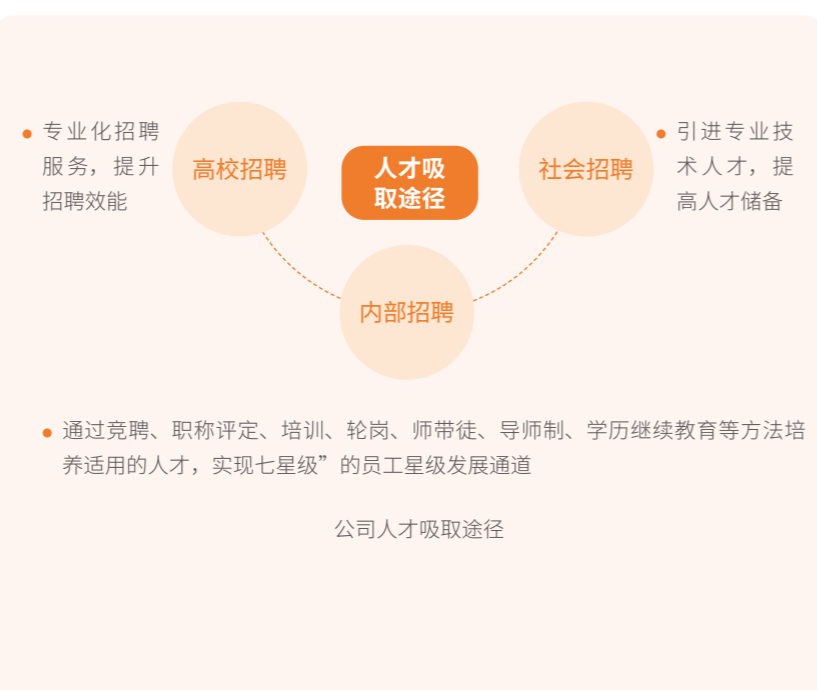 专业化招聘
服务，提升
招聘效能
高校招聘
人才吸
取途径
社会招聘
引进专业技
术人才，提
高人才储备
内部招聘
通过竞聘、职称评定、培训、轮岗、师带徒、导师制、学历继续教育等方法培
养适用的人才，实现七星级”的员工星级发展通道
公司人才吸取途径